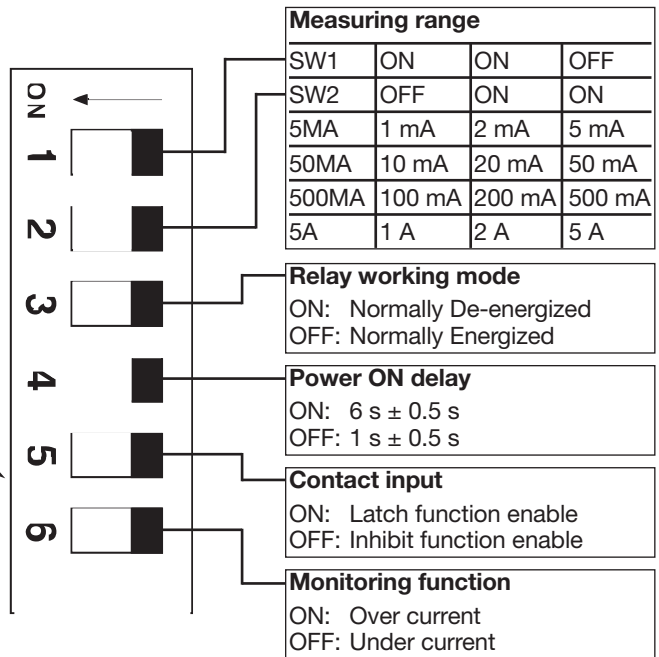 ON
1
2
3
4
5
6
Measuring range
SW1 ON ON OFF
SW2 OFF ON ON
5MA 1 mA 2 mA 5 mA
50MA 10 mA 20 mA 50 mA
500MA 100 mA 200 mA 500 mA
5A 1 A 2 A 5 A
Relay working mode
ON: Normally De-energized
OFF: Normally Energized
Power ON delay
ON: 6 s ± 0.5 s
OFF: 1 s ± 0.5 s
Contact input
ON: Latch function enable
OFF: Inhibit function enable
Monitoring function
ON: Over current
OFF: Under current